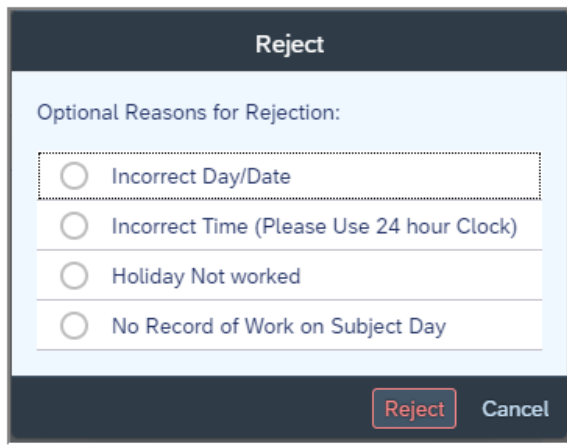 Reject
Optional Reasons for Rejection:
Incorrect Day/Date
Incorrect Time (Please Use 24 hour Clock)
Holiday Not worked
No Record of Work on Subject Day
Reject Cancel